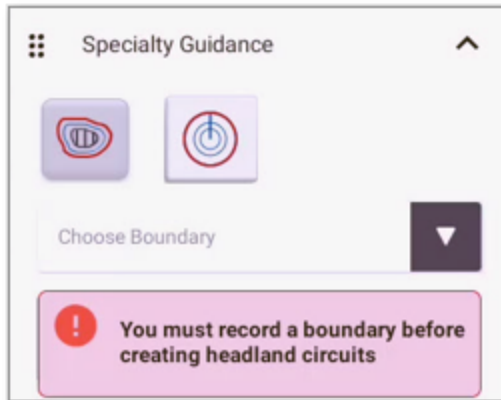 Specialty Guidance
Choose Boundary
You must record a boundary before
creating headland circuits